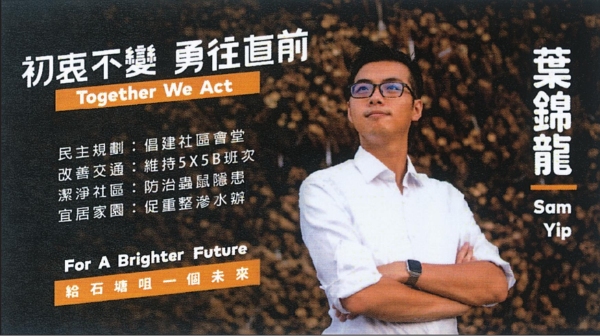 初衷不變 勇往直前
Together We Act
民主規劃：倡建社區會堂
改善交通：維持5X5B班次
潔淨社區：防治蟲鼠隱患
宜居家園：促重整滲水辦
For A Brighter Future
給石塘咀一個未來
葉錦龍
Sam
Yip